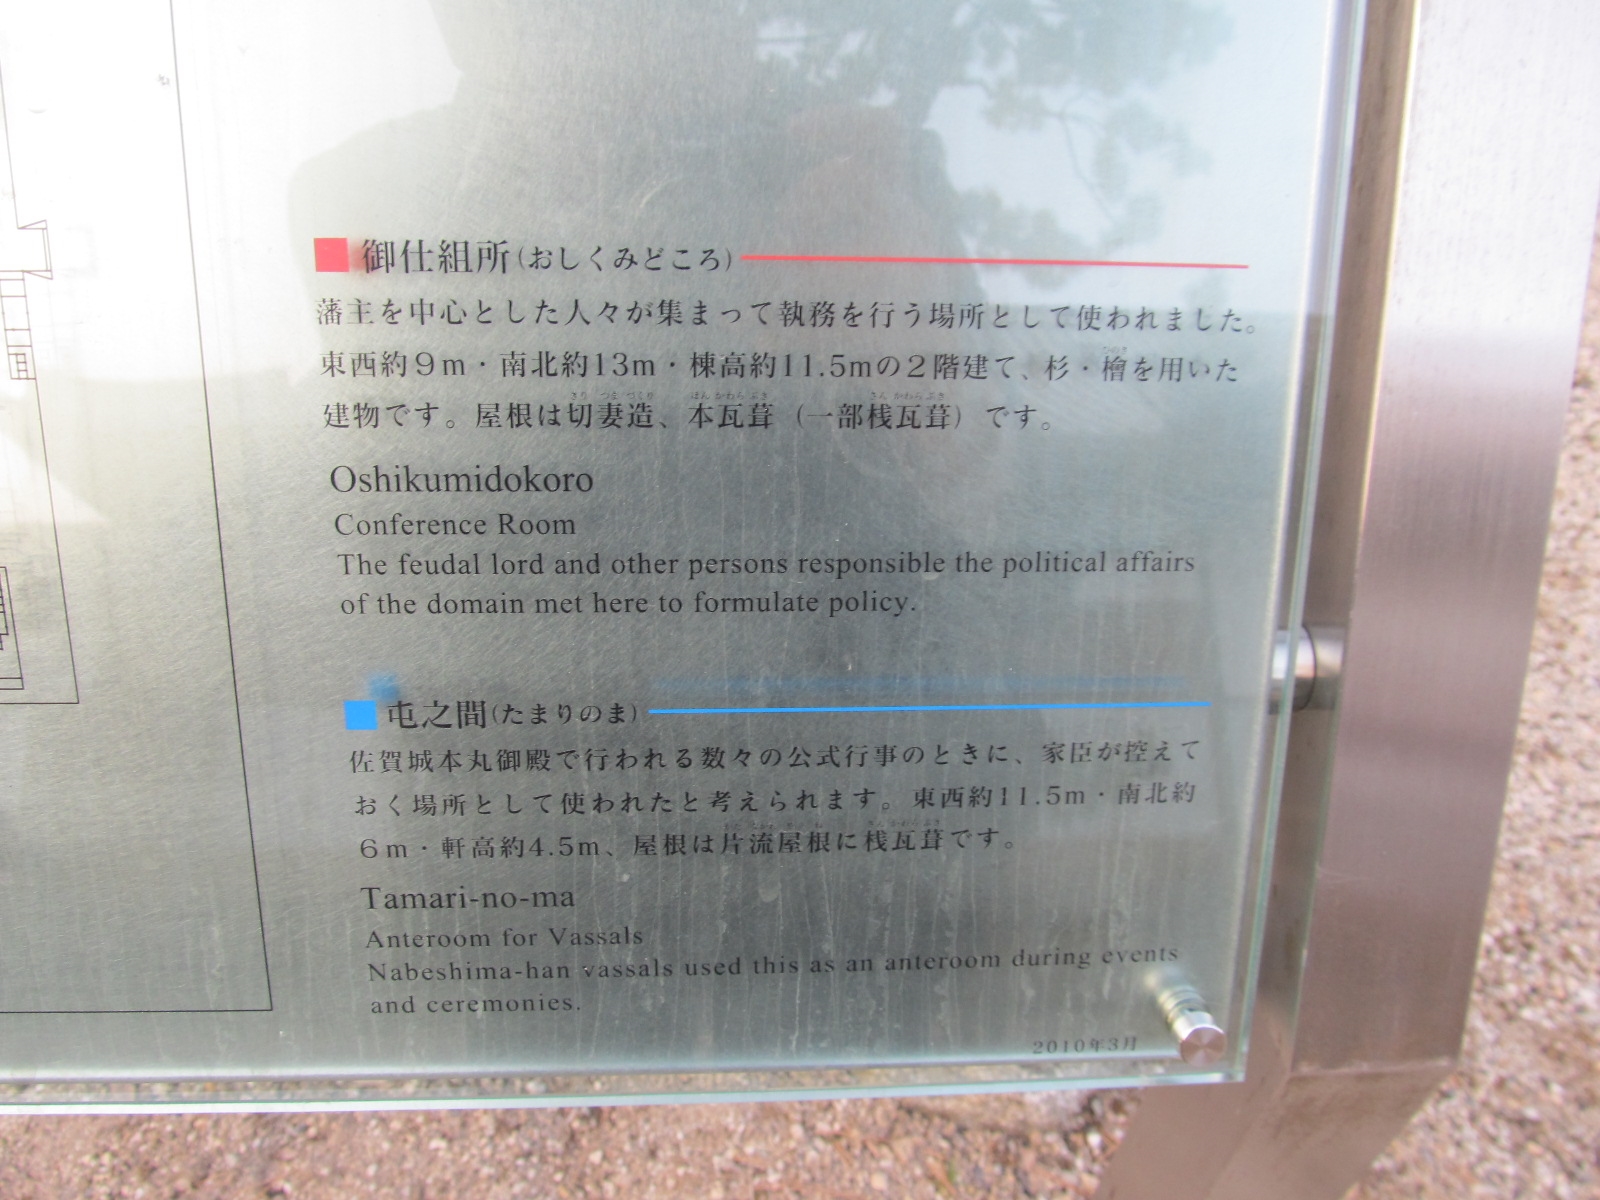 御仕組所(おしくみどころ)
藩主を中心とした人々が集まって執務を行う場所として使われました。
東西約9m・南北約13m・棟高約11.5mの2階建て、杉・檜を用いた
建物です。屋根は切妻造、本瓦葺（一部桟瓦葺）です。
Oshikumidokoro
Conference Room
The feudal lord and other persons responsible the political affairs
of the domain met here to formulate policy.
屯之間(たまりのま)
佐賀城本丸御殿で行われる数々の公式行事のときに、家臣が控えて
おく場所として使われたと考えられます。東西約11.5m・南北約
6m・軒高約4.5m、屋根は片流屋根に桟瓦葺です。
Tamari-no-ma
Anteroom for Vassals
Nabeshima-han vassals used this as an anteroom during events
and ceremonies.
2010年3月